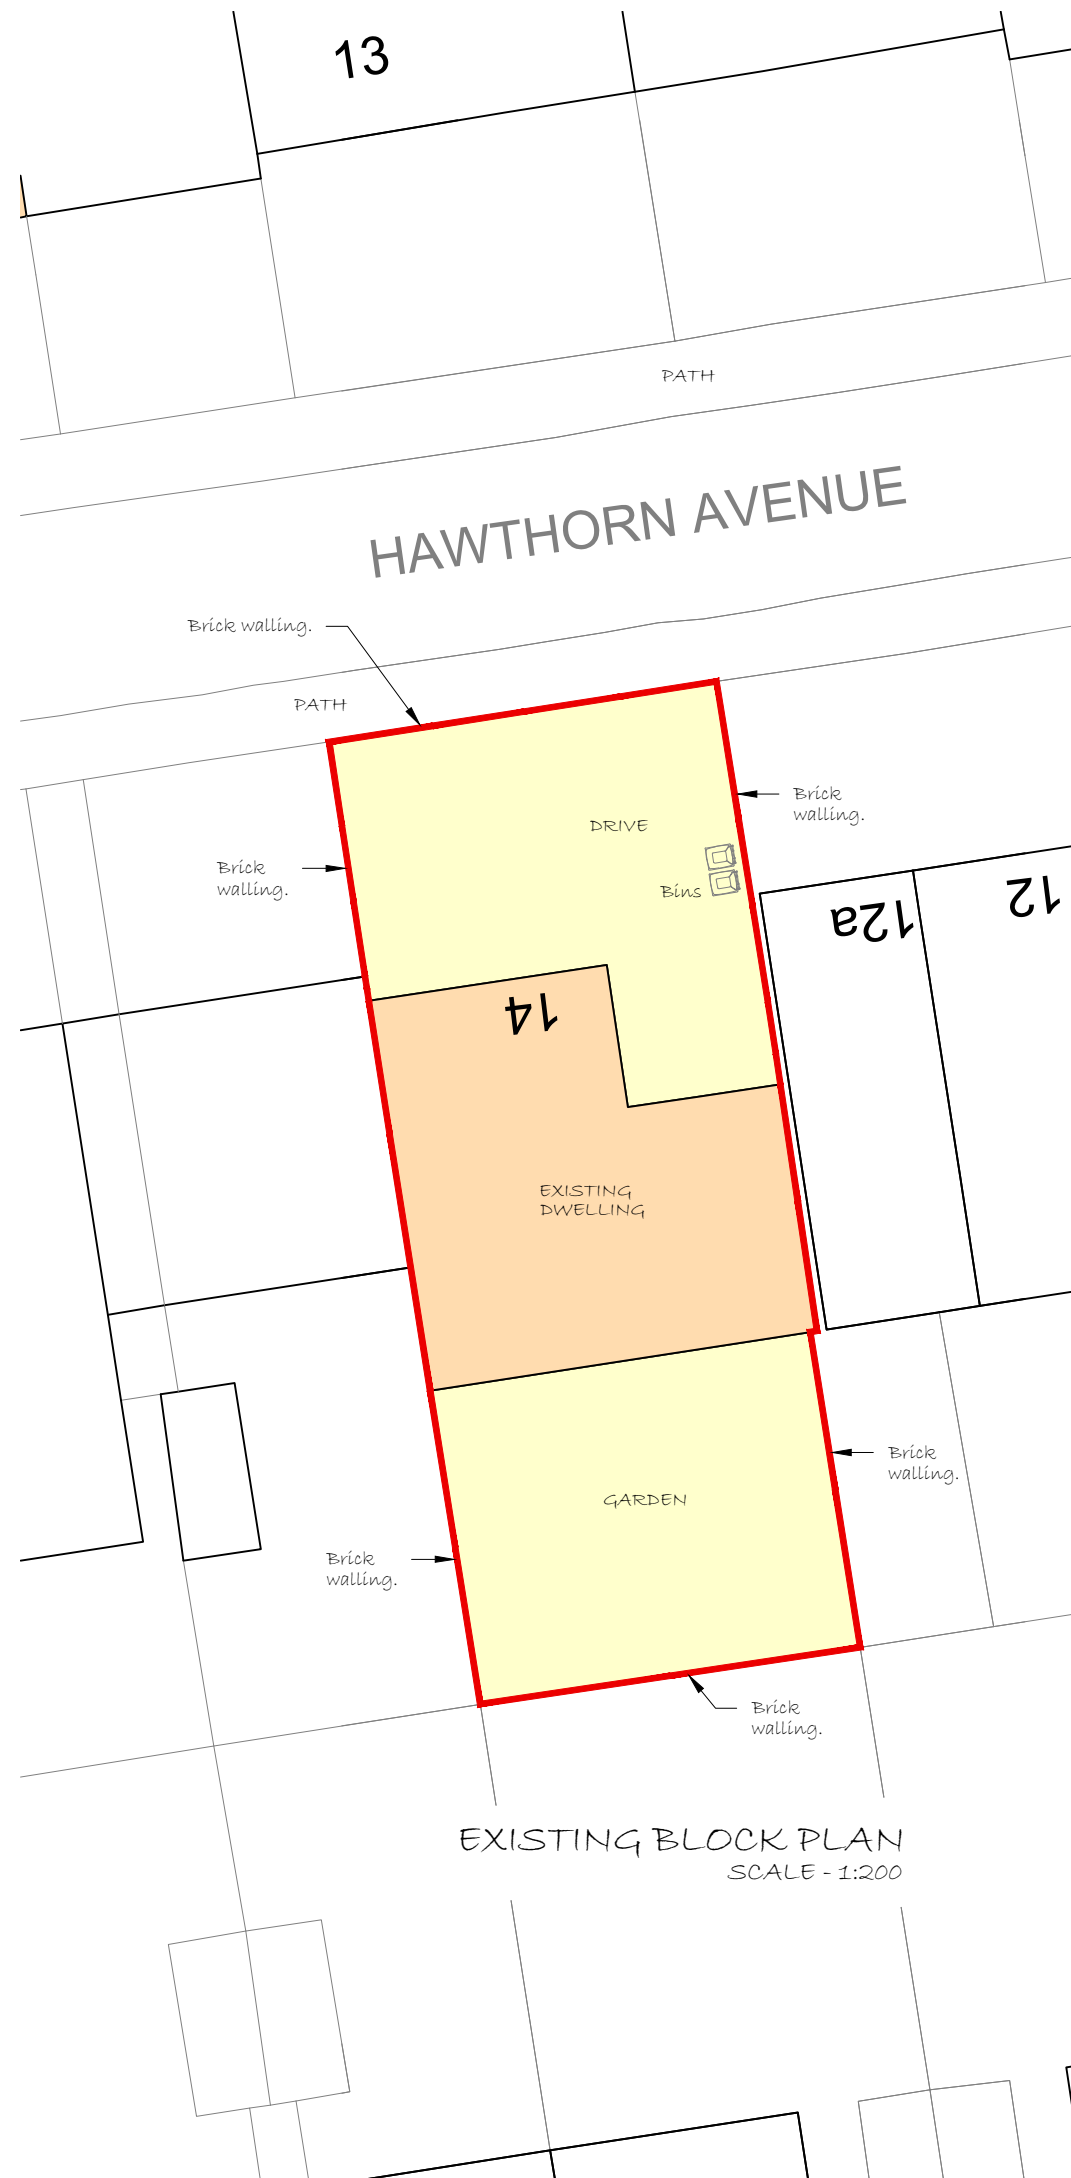 13
PATH
HAWTHORN AVENUE
Brick walling.
PATH
Brick
walling.
DRIVE
Brick
walling.
Bins
12a
12
14
EXISTING
DWELLING
Brick
walling.
GARDEN
Brick
walling.
Brick
walling.
EXISTING BLOCK PLAN
SCALE - 1:200